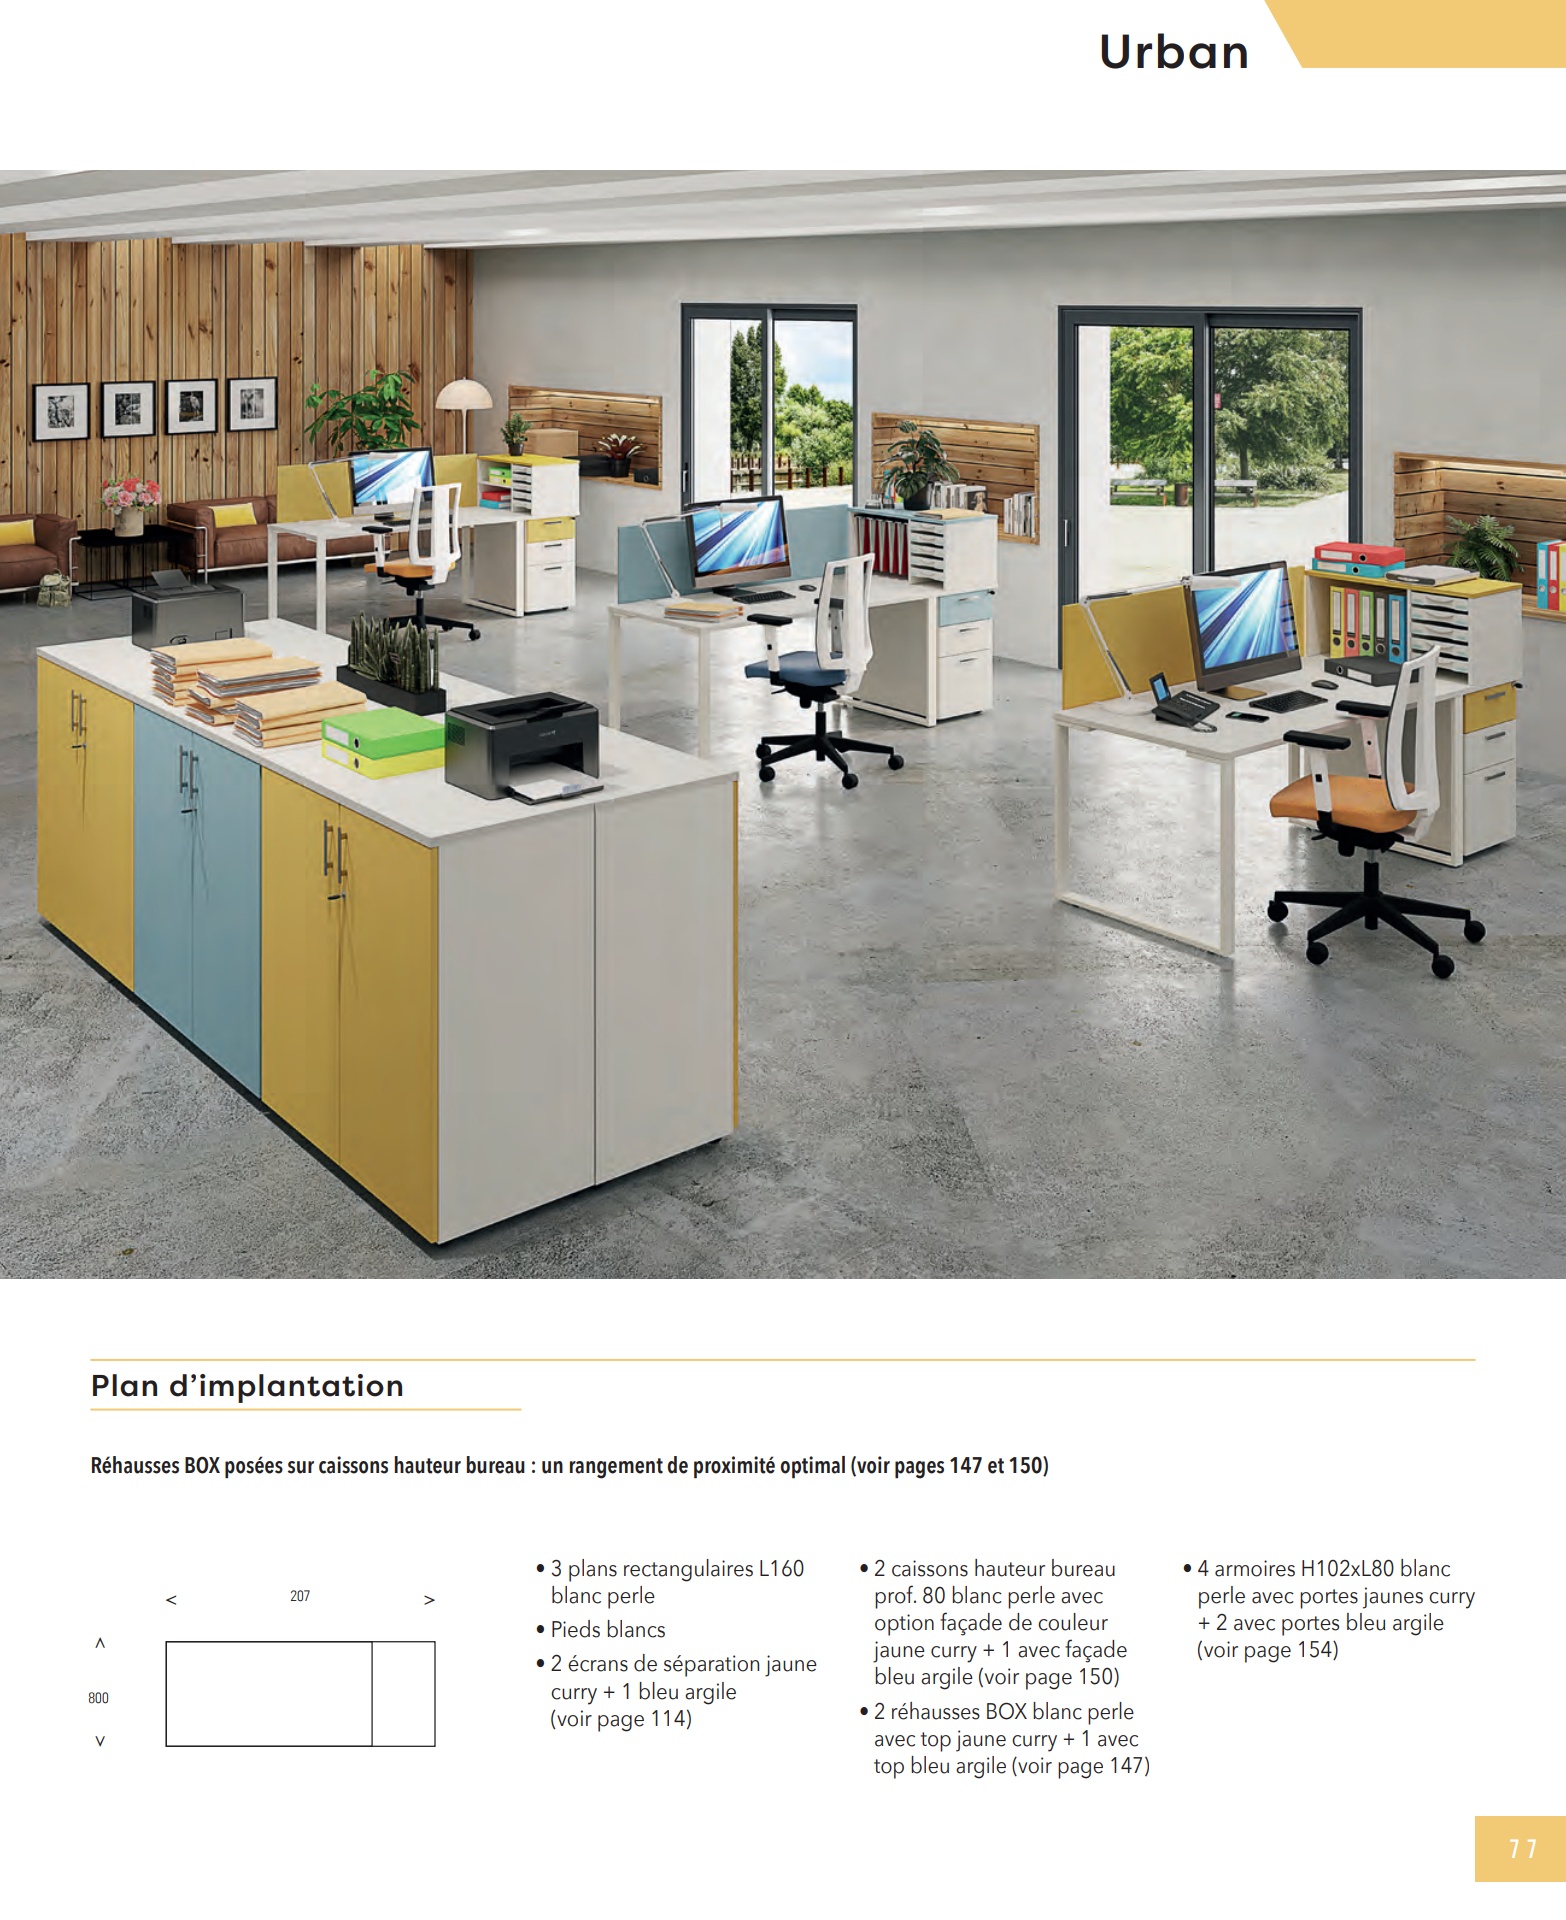 Urban
Plan d’implantation
Réhausses BOX posées sur caissons hauteur bureau : un rangement de proximité optimal (voir pages 147 et 150)
< 207 >
800
• 3 plans rectangulaires L160
blanc perle
• Pieds blancs
• 2 écrans de séparation jaune
curry + 1 bleu argile
(voir page 114)
• 2 caissons hauteur bureau
prof. 80 blanc perle avec
option façade de couleur
jaune curry + 1 avec façade
bleu argile (voir page 150)
• 2 réhausses BOX blanc perle
avec top jaune curry + 1 avec
top bleu argile (voir page 147)
• 4 armoires H102xL80 blanc
perle avec portes jaunes curry
+ 2 avec portes bleu argile
(voir page 154)
77